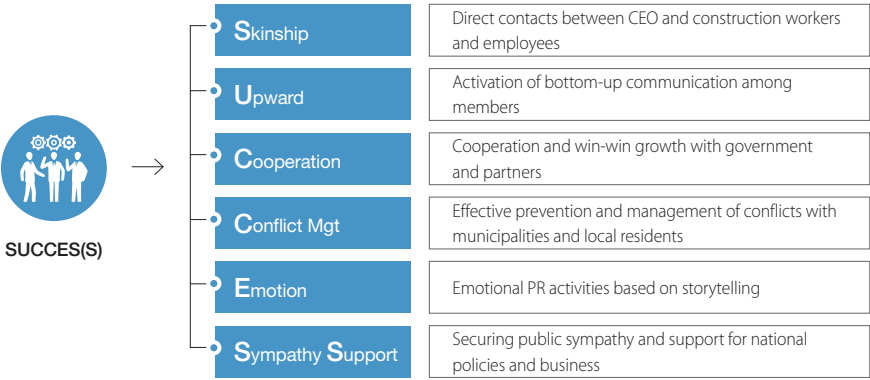 SUCCES(S)
Skinship
Direct contacts between CEO and construction workers
and employees
Upward
Activation of bottom-up communication among
members
Cooperation
Cooperation and win-win growth with government
and partners
Conflict Mgt
Effective prevention and management of conflicts with
municipalities and local residents
Emotion
Emotional PR activities based on storytelling
Sympathy Support
Securing public sympathy and support for national
policies and business